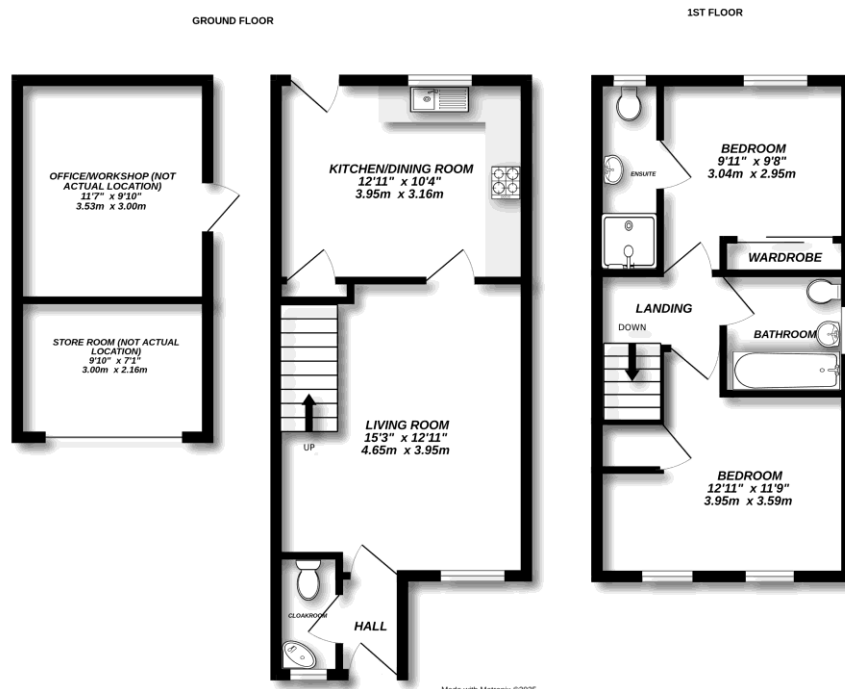 GROUND FLOOR
1ST FLOOR
OFFICE/WORKSHOP (NOT
ACTUAL LOCATION)
11'7" x 9'10"
3.53m x 3.00m
STORE ROOM (NOT ACTUAL
LOCATION)
9'10" x 7'1"
3.00m x 2.16m
KITCHEN/DINING ROOM
12'11" x 10'4"
3.95m x 3.16m
UP
LIVING ROOM
15'3" x 12'11"
4.65m x 3.95m
CLOAKROOM
HALL
ENSUITE
BEDROOM
9'11" x 9'8"
3.04m x 2.95m
WARDROBE
LANDING
DOWN
BATHROOM
BEDROOM
12'11" x 11'9"
3.95m x 3.59m
Made with Metropix ©2025